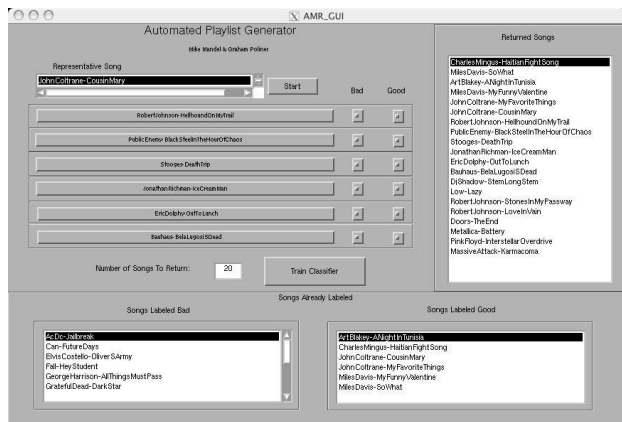 AMR_GUI
Automated Playlist Generator
Mike Mandel & Graham Poliner
Representative Song
JohnColtrane-CousinMary
Start
Bad
Good
RobertJohnson-HellhoundOnMyTrail
PublicEnemy-BlackSteelInTheHourOfChaos
Stooges-DeathTrip
JonathanRichman-IceCreamMan
EricDolphy-OutToLunch
Bauhaus-BelaLugosiSDead
Number of Songs To Return:
20
Train Classifier
Returned Songs
CharlesMingus-HaitianFightSong
MilesDavis-SoWhat
ArtBlakey-ANightInTunisia
MilesDavis-MyFunnyValentine
JohnColtrane-MyFavoriteThings
JohnColtrane-CousinMary
RobertJohnson-HellhoundOnMyTrail
PublicEnemy-BlackSteelInTheHourOfChaos
Stooges-DeathTrip
JonathanRichman-IceCreamMan
EricDolphy-OutToLunch
Bauhaus-BelaLugosiSDead
DjShadow-StemLongStem
Low-Lazy
RobertJohnson-StonesInMyPassway
RobertJohnson-LoveInVain
Doors-TheEnd
Metallica-Battery
PinkFloyd-InterstellarOverdrive
MassiveAttack-Karmacoma
Songs Already Labeled
Songs Labeled Bad
AcDc-Jailbreak
Can-FutureDays
ElvisCostello-OliverSArmy
Fall-HeyStudent
GeorgeHarrison-AllThingsMustPass
GratefulDead-DarkStar
Songs Labeled Good
ArtBlakey-ANightInTunisia
CharlesMingus-HaitianFightSong
JohnColtrane-CousinMary
JohnColtrane-MyFavoriteThings
MilesDavis-MyFunnyValentine
MilesDavis-SoWhat